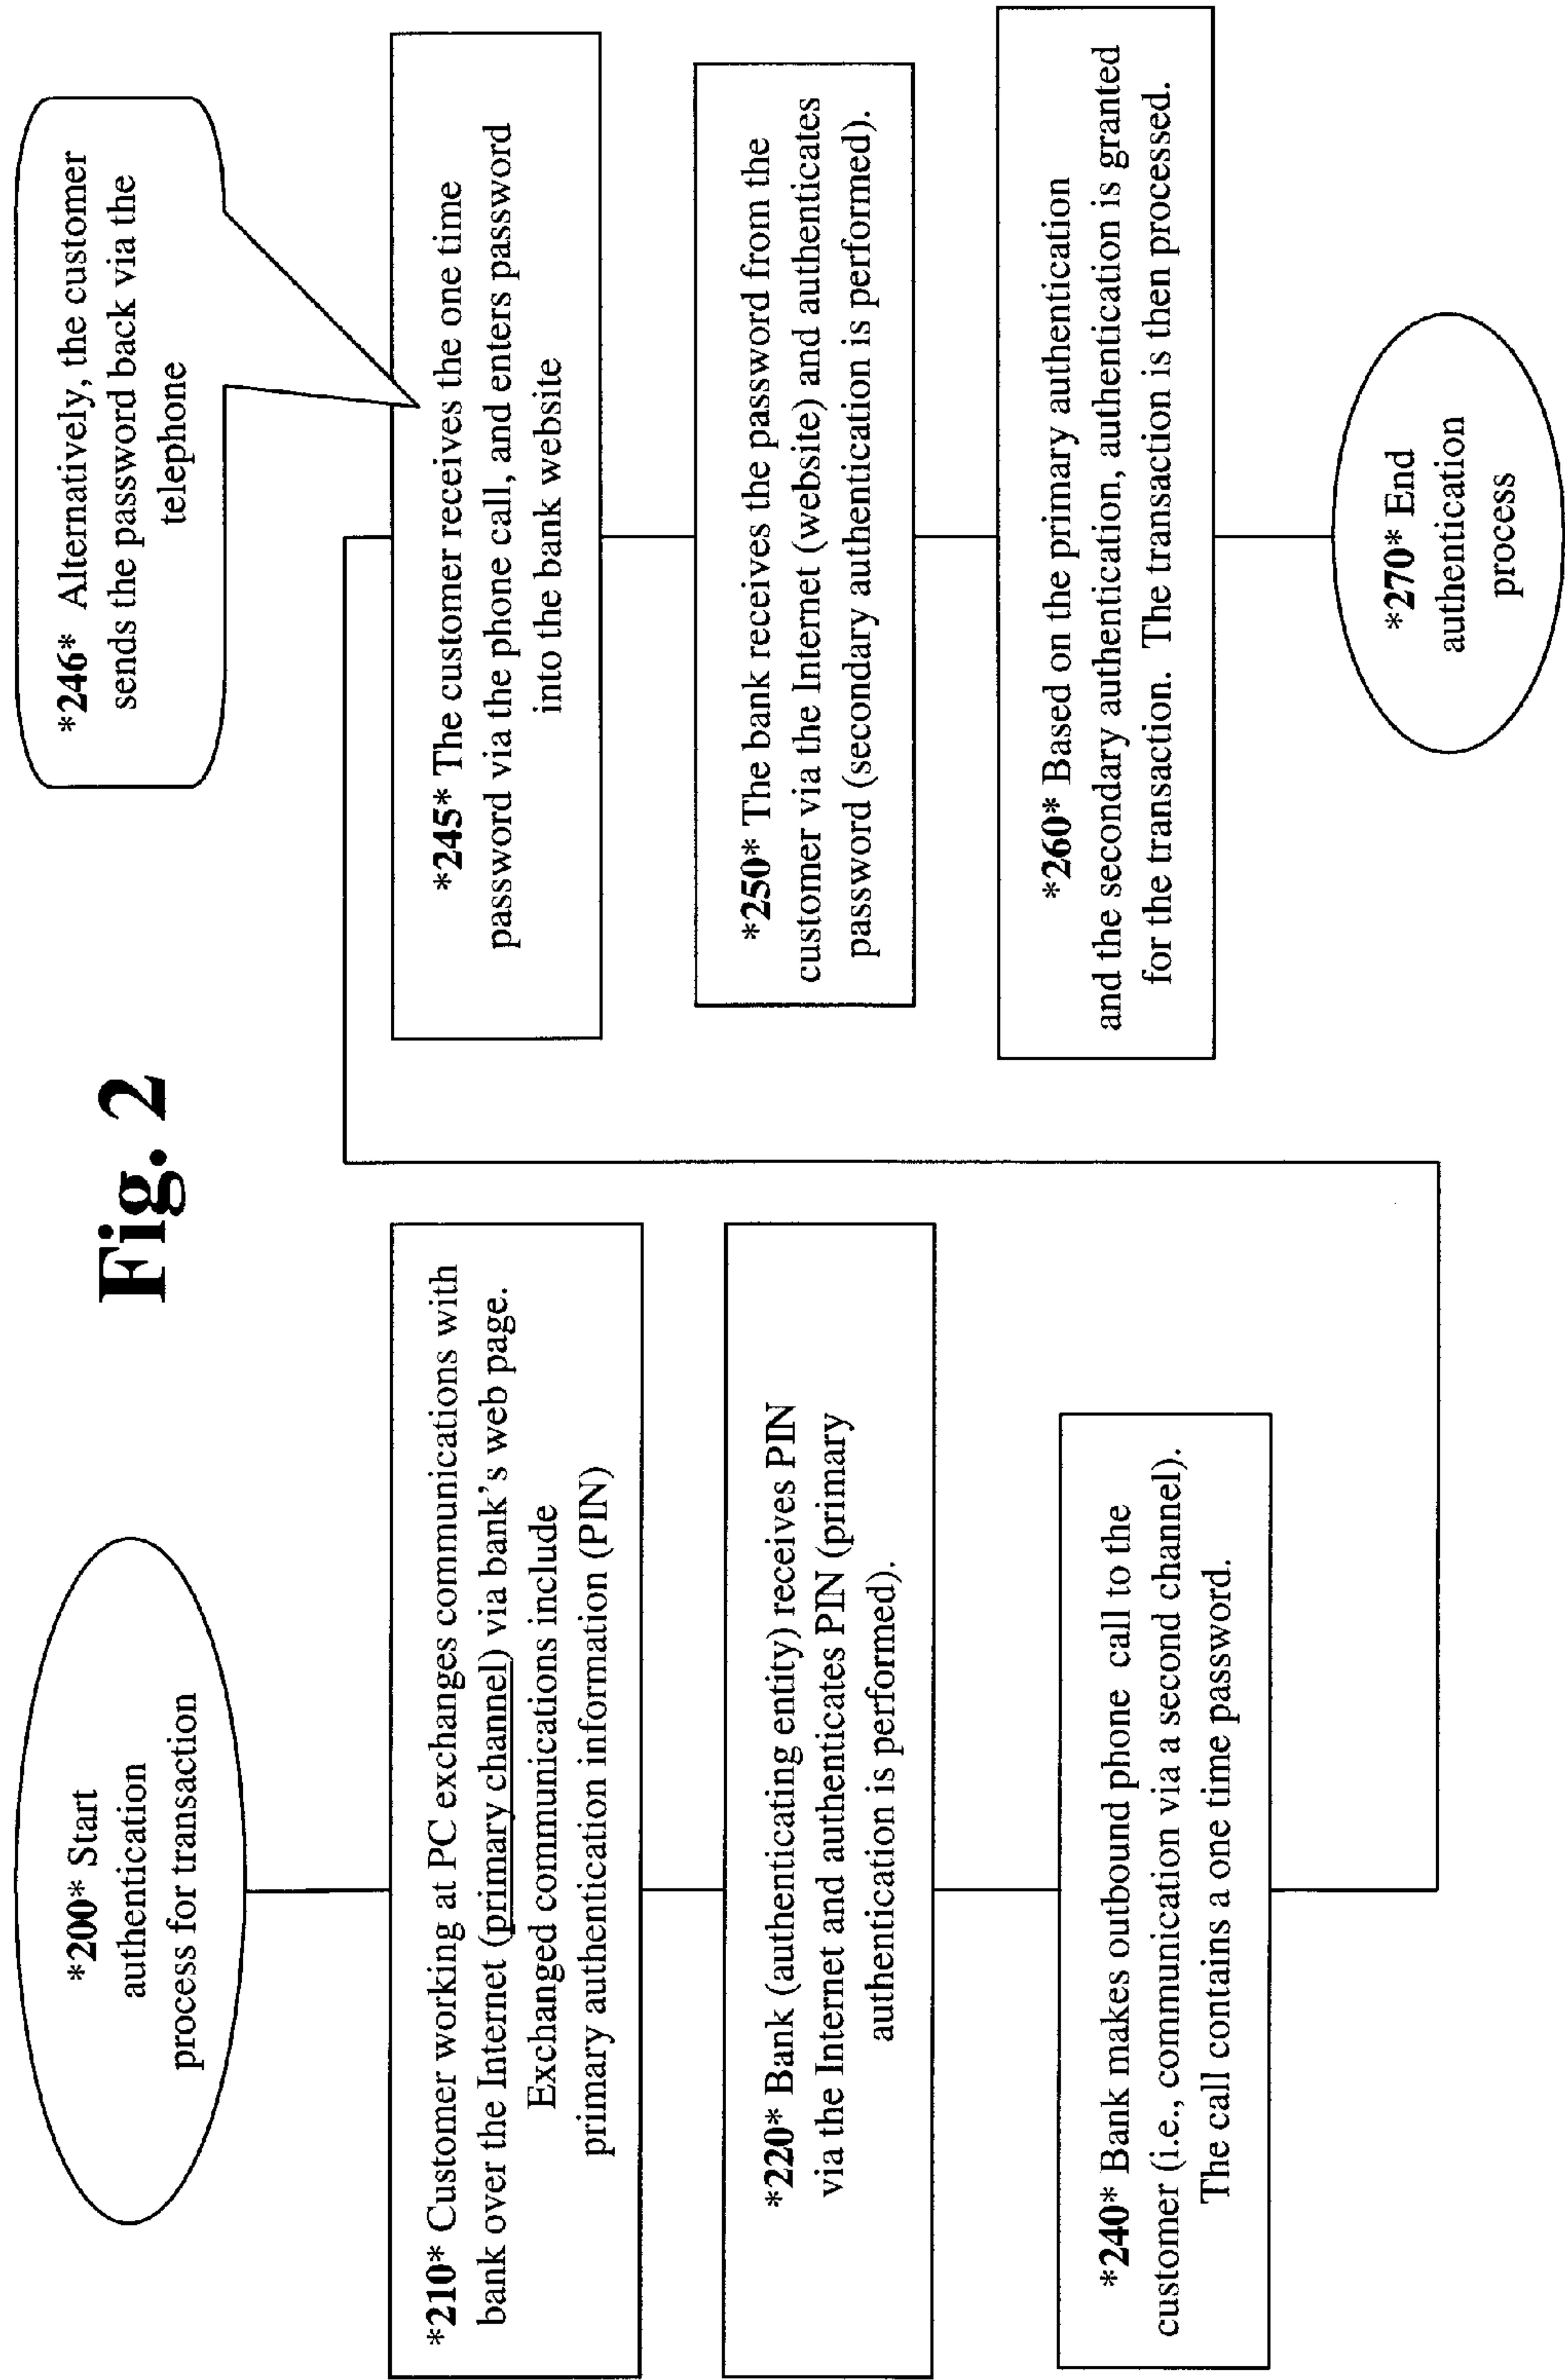 Fig. 2
*200* Start
authentication
process for transaction
*210* Customer working at PC exchanges communications with
bank over the Internet (primary channel) via bank's web page.
Exchanged communications include
primary authentication information (PIN)
*220* Bank (authenticating entity) receives PIN
via the Internet and authenticates PIN (primary
authentication is performed).
*240* Bank makes outbound phone call to the
customer (i.e., communication via a second channel).
The call contains a one time password.
*246* Alternatively, the customer
sends the password back via the
telephone
*245* The customer receives the one time
password via the phone call, and enters password
into the bank website
*250* The bank receives the password from the
customer via the Internet (website) and authenticates
password (secondary authentication is performed).
*260* Based on the primary authentication
and the secondary authentication, authentication is granted
for the transaction. The transaction is then processed.
*270* End
authentication
process